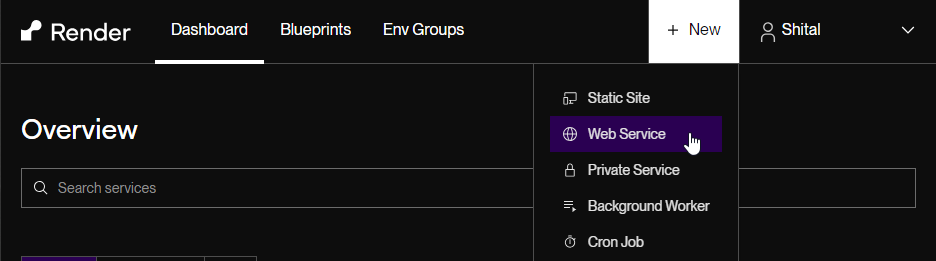 Render Dashboard Blueprints Env Groups + New Shital
Static Site
Overview
Web Service
Private Service
Search services
Background Worker
Cron Job